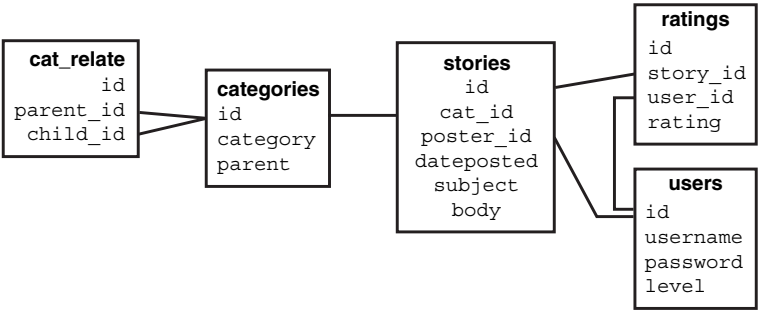 cat_relate
id
parent_id
child_id
categories
id
category
parent
stories
id
cat_id
poster_id
dateposted
subject
body
ratings
id
story_id
user_id
rating
users
id
username
password
level